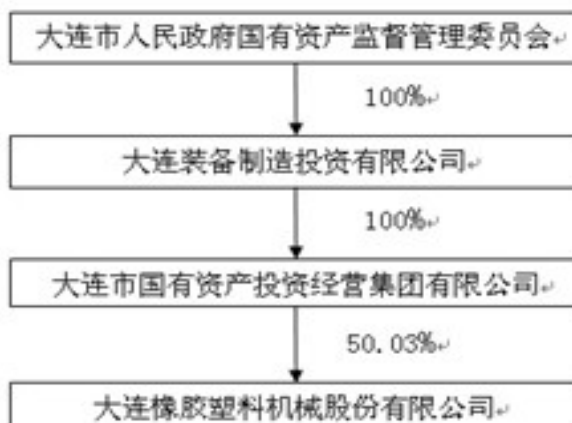 大连市人民政府国有资产监督管理委员会
100%
大连装备制造投资有限公司
100%
大连市国有资产投资经营集团有限公司
50.03%
大连橡胶塑料机械股份有限公司